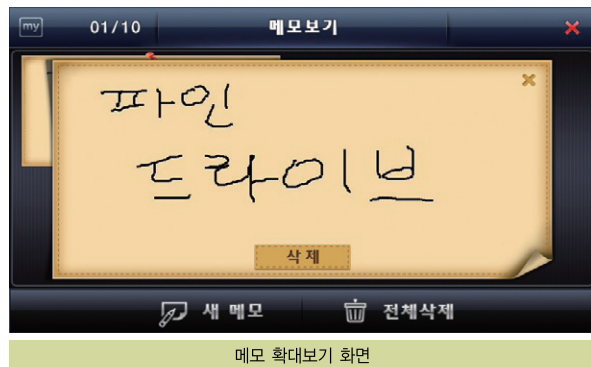 my 01/10 메모보기
파인
드라이브
삭제
새 메모 전체삭제
메모 확대보기 화면